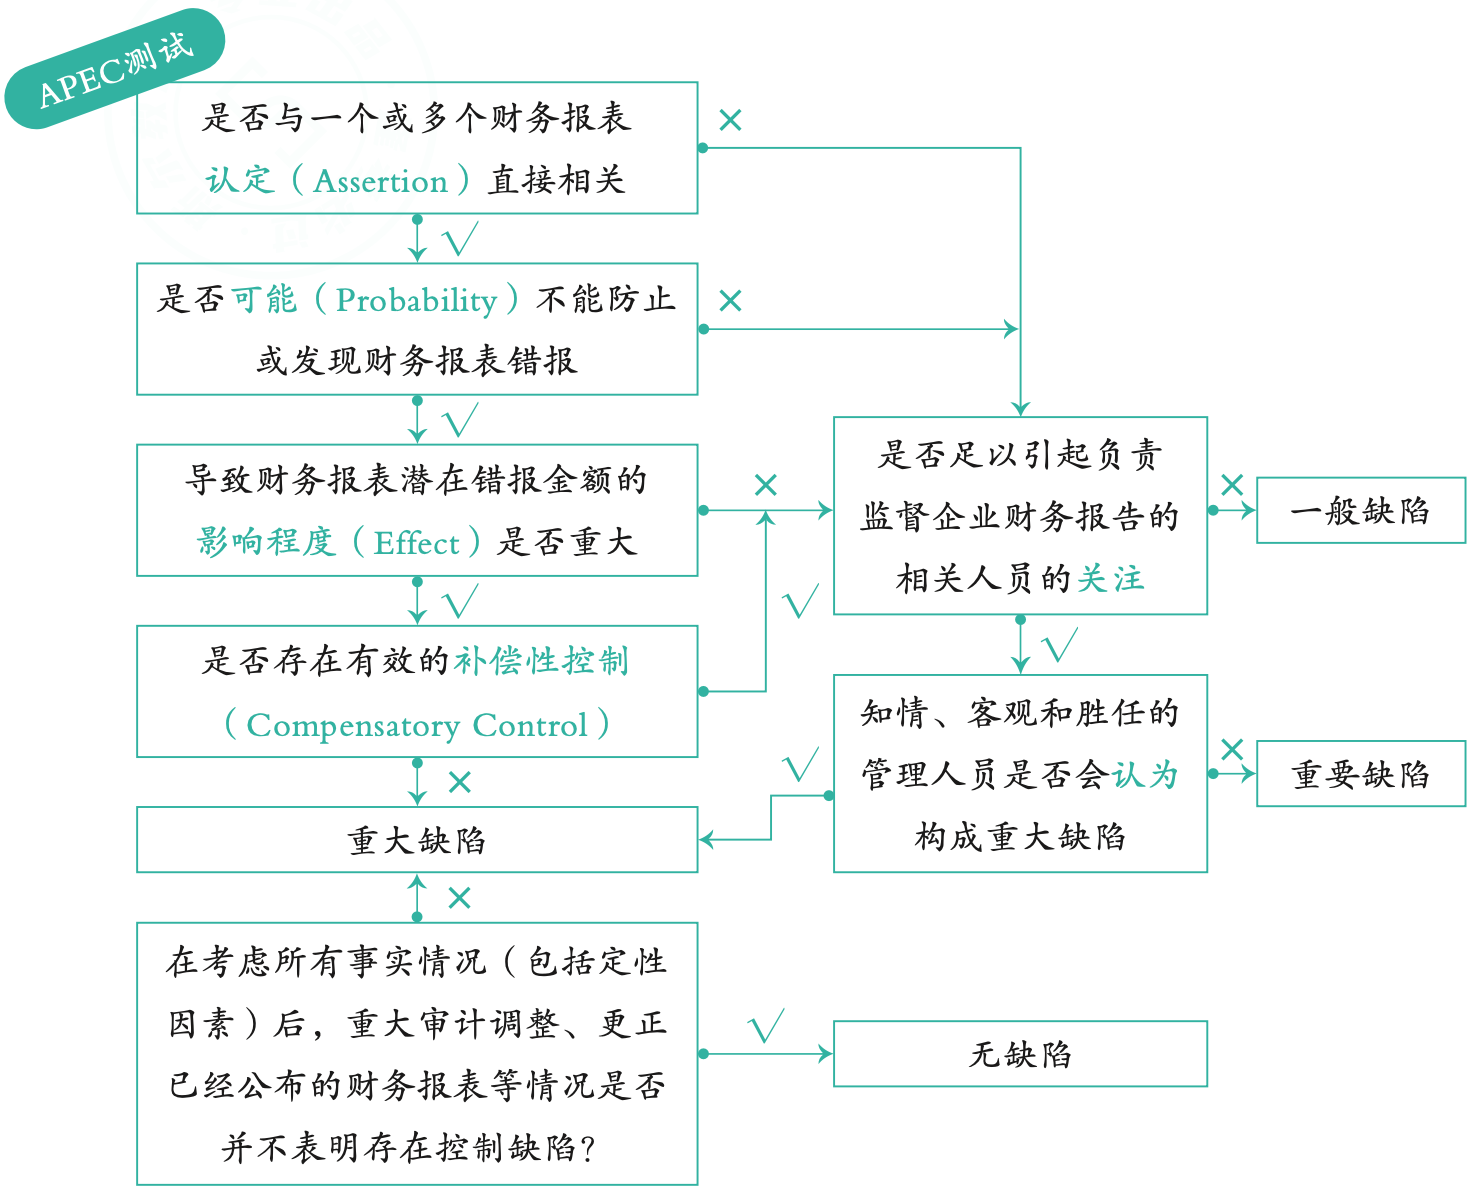 APEC测试
是否与一个或多个财务报表
认定（Assertion）直接相关
×
√
是否可能（Probability）不能防止
或发现财务报表错报
×
√
导致财务报表潜在错报金额的
影响程度（Effect）是否重大
×
√
是否足以引起负责
监督企业财务报告的
相关人员的关注
×
一般缺陷
√
是否存在有效的补偿性控制
（Compensatory Control）
√
×
知情、客观和胜任的
管理人员是否会认为
构成重大缺陷
×
重要缺陷
√
重大缺陷
×
在考虑所有事实情况（包括定性
因素）后，重大审计调整、更正
已经公布的财务报表等情况是否
并不表明存在控制缺陷？
√
无缺陷